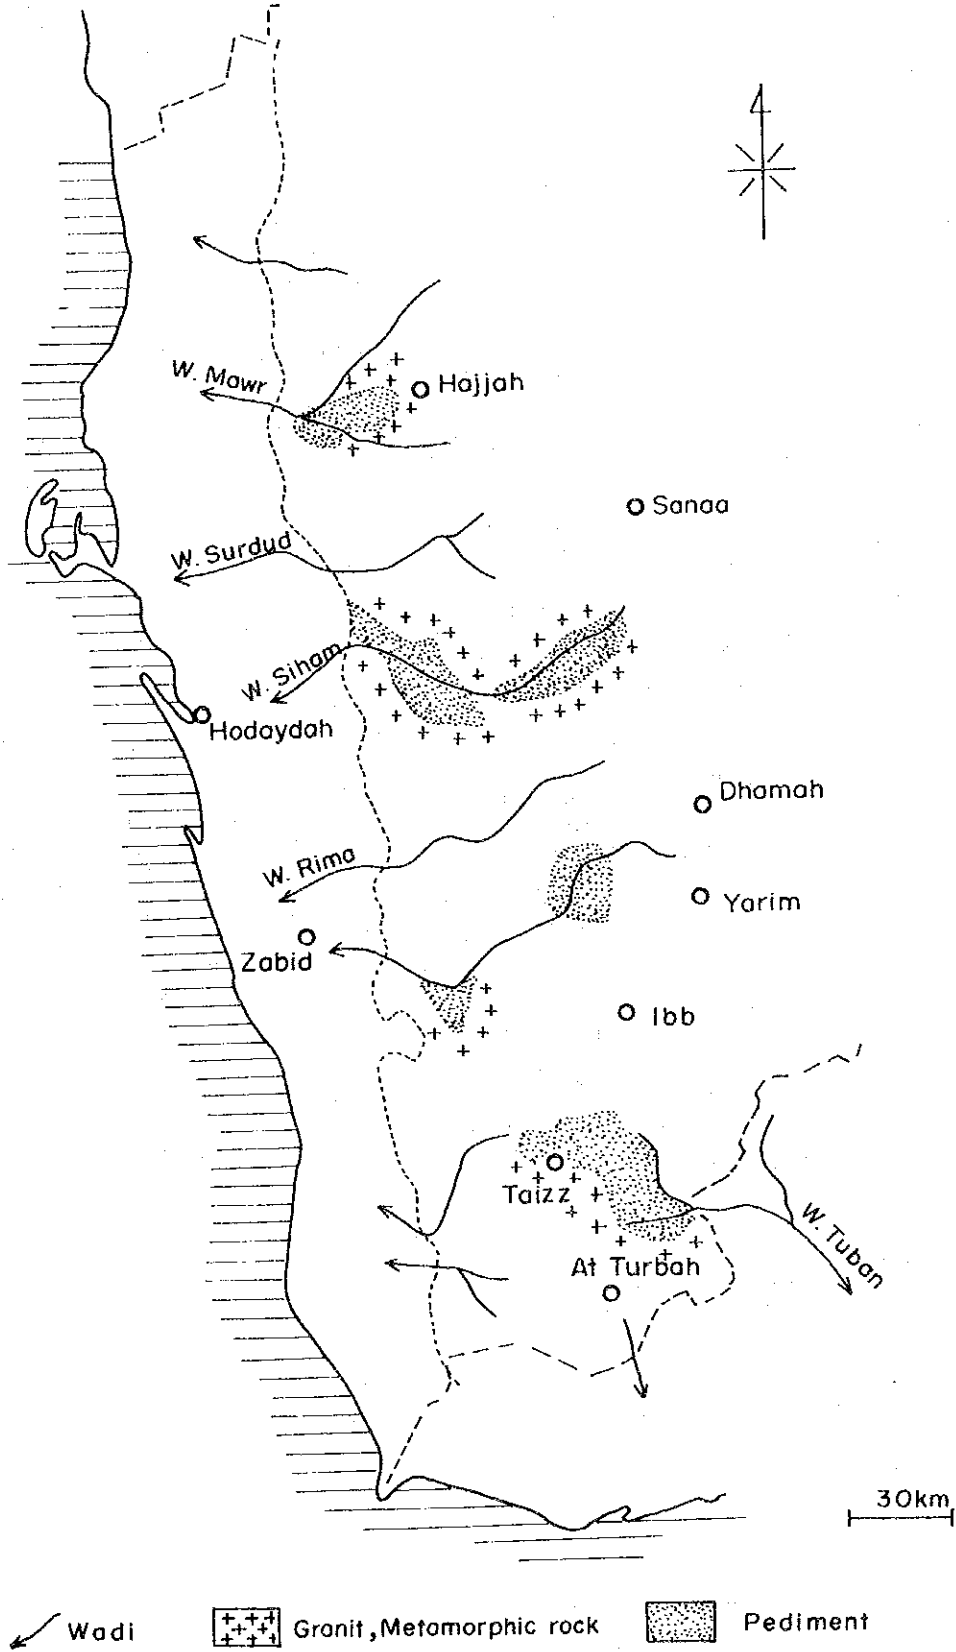 W. Mawr
Hajjah
Sanaa
W. Surdud
W. Siham
Hodaydah
Dhamah
W. Rima
Yarim
Zabid
Ibb
Taizz
W. Tuban
At Turbah
30km
Wadi
Granit, Metamorphic rock
Pediment